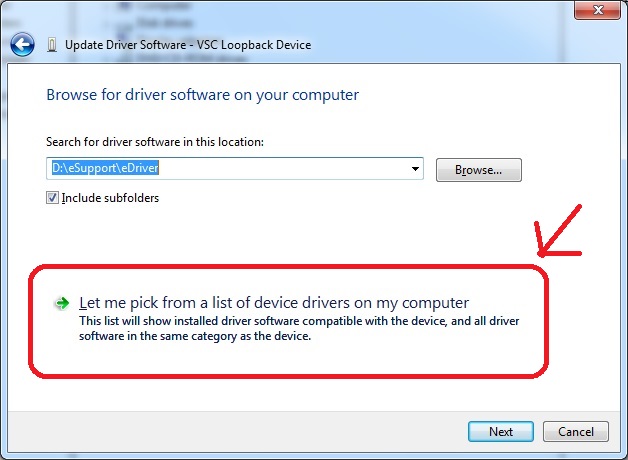 Computer
Update Driver Software - VSC Loopback Device
Browse for driver software on your computer
Search for driver software in this location:
D:\eSupport\eDriver
Browse...
Include subfolders
Let me pick from a list of device drivers on my computer
This list will show installed driver software compatible with the device, and all driver
software in the same category as the device.
Next
Cancel